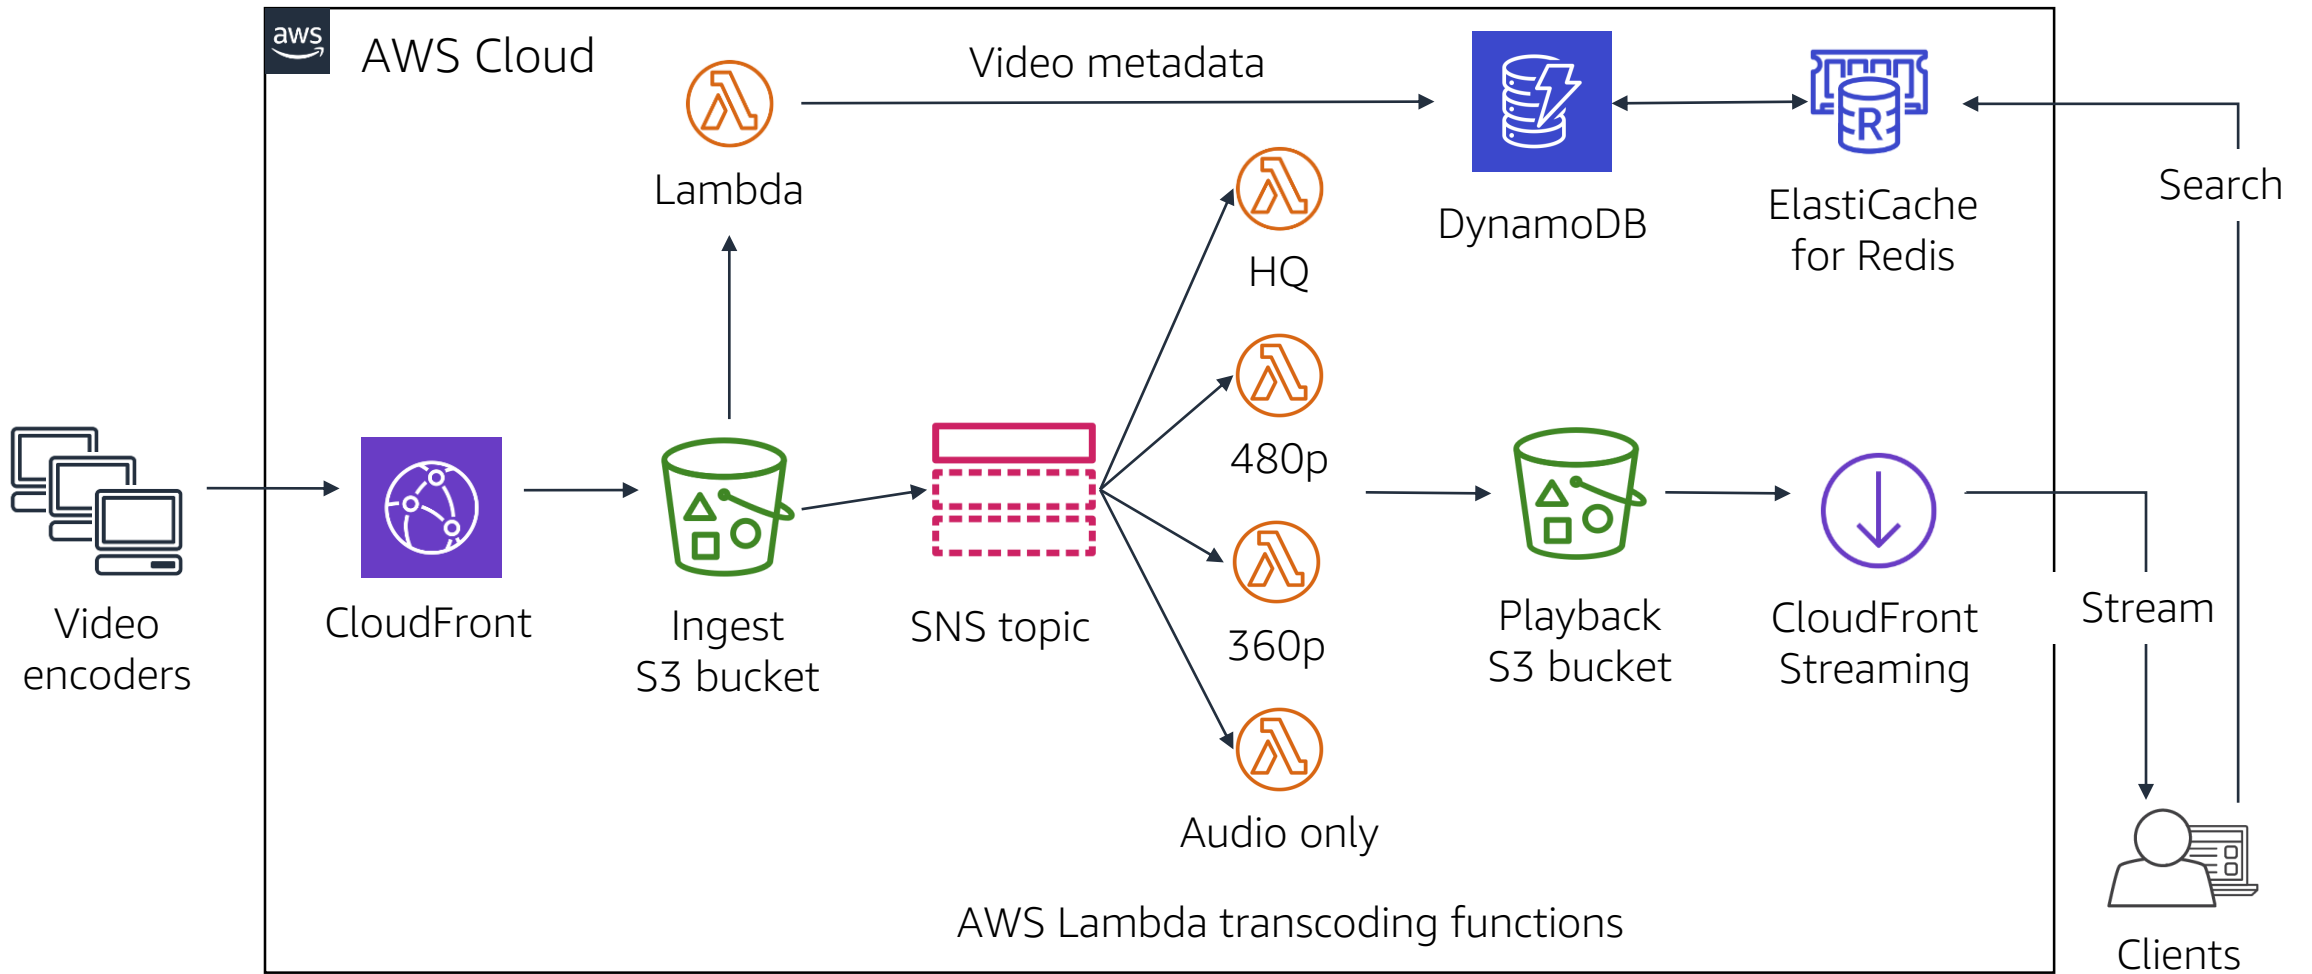 aws
AWS Cloud
Video metadata
Lambda
DynamoDB
R
ElastiCache
for Redis
Search
HQ
480p
360p
Audio only
Video
encoders
CloudFront
Ingest
S3 bucket
SNS topic
Playback
S3 bucket
CloudFront
Streaming
Stream
AWS Lambda transcoding functions
Clients